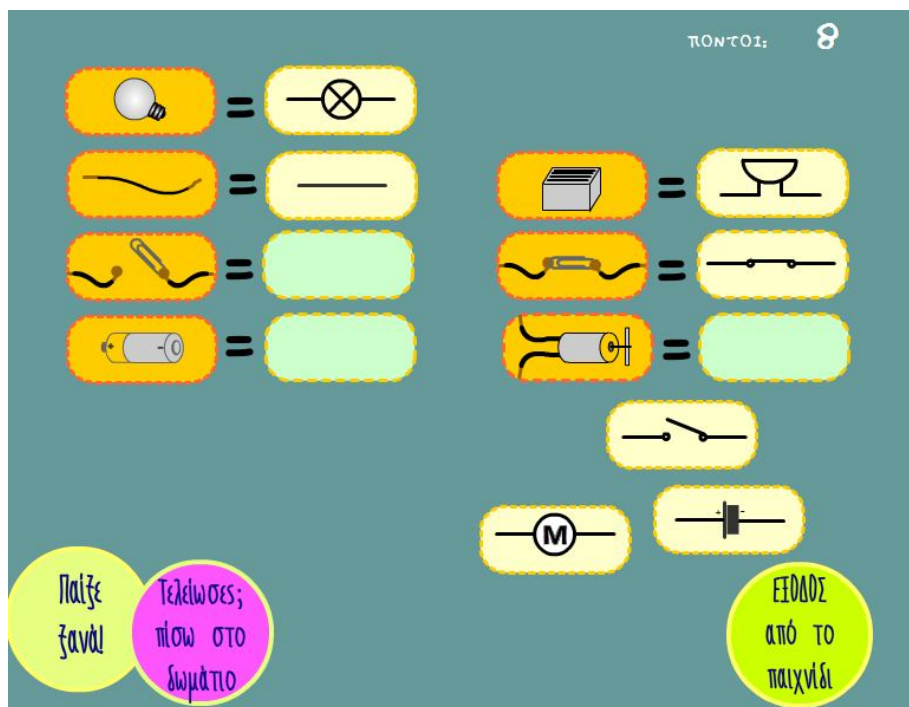 ΠΟΝΤΟΙ: 8
+ -
M
+ -
Παίξε
ξανά!
Τελείωσες;
πίσω στο
δωμάτιο
ΕΞΟΔΟΣ
από το
παιχνίδι